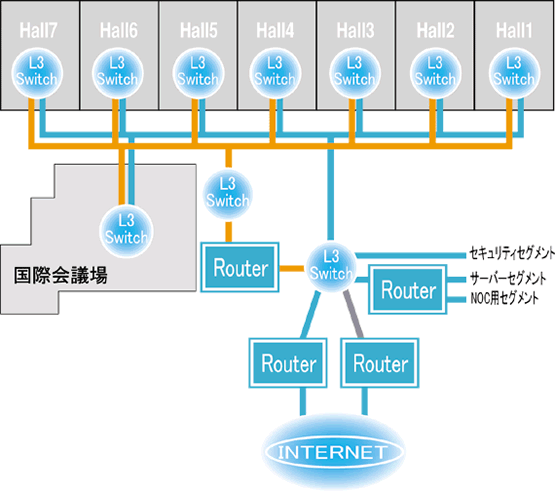 Hall7
Hall6
Hall5
Hall4
Hall3
Hall2
Hall1
L3
Switch
L3
Switch
L3
Switch
L3
Switch
L3
Switch
L3
Switch
L3
Switch
L3
Switch
L3
Switch
国際会議場
Router
L3
Switch
セキュリティセグメント
サーバーセグメント
NOC用セグメント
Router
Router
Router
INTERNET